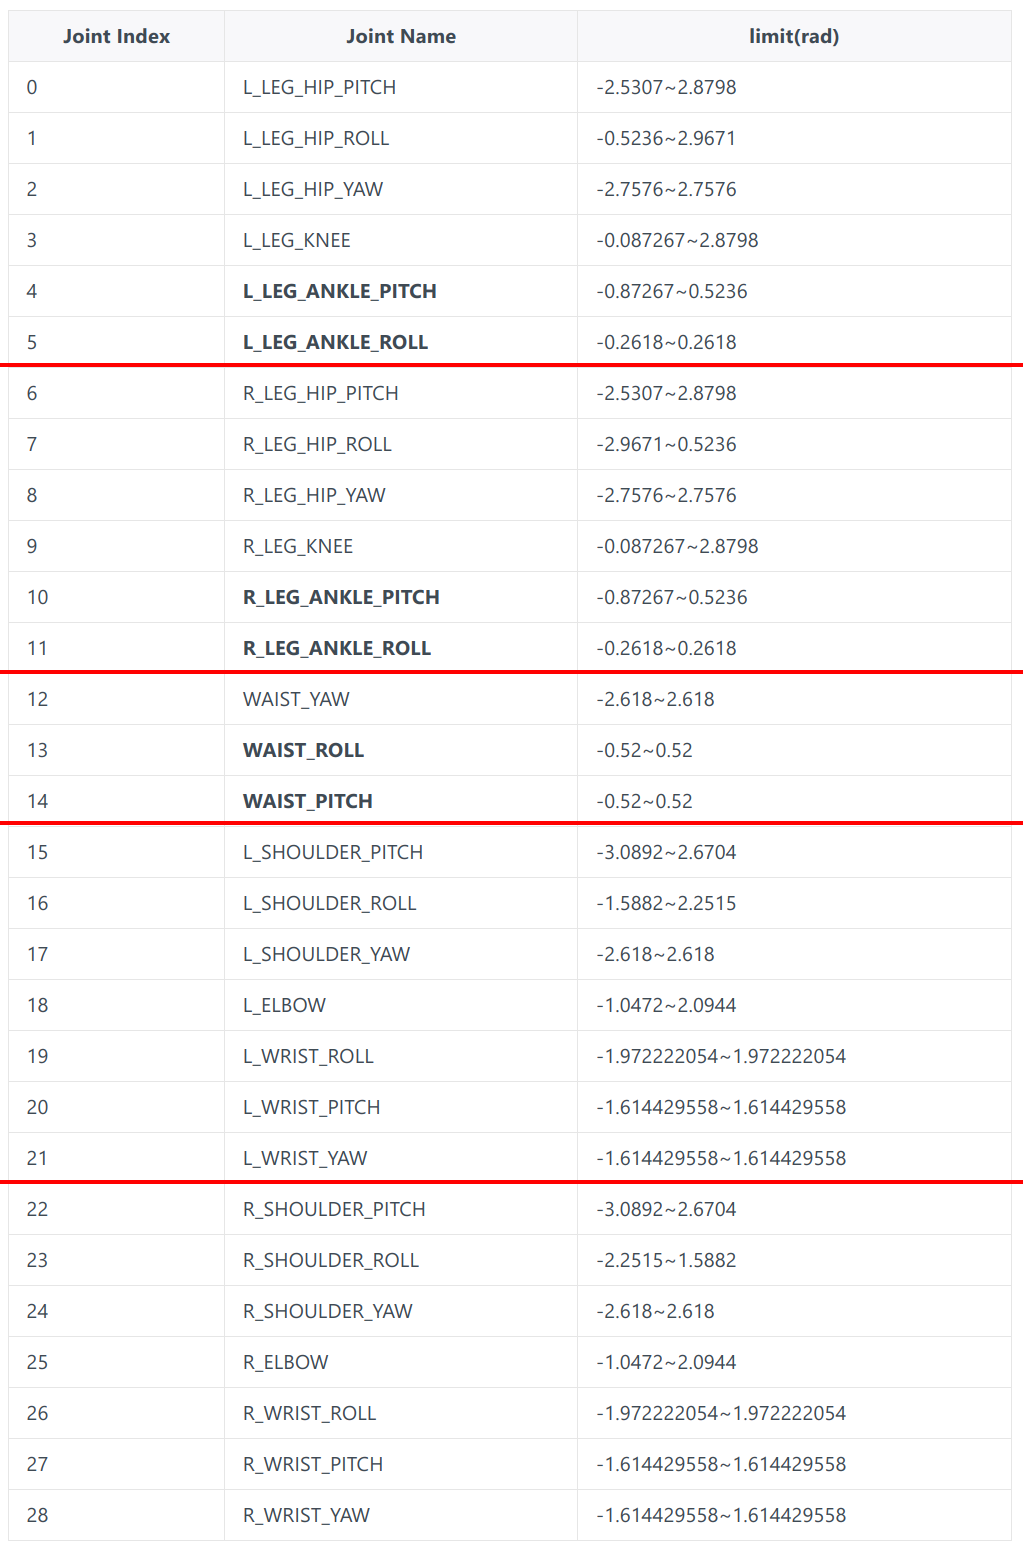 Joint Index Joint Name limit(rad)
0 L_LEG_HIP_PITCH -2.5307~2.8798
1 L_LEG_HIP_ROLL -0.5236~2.9671
2 L_LEG_HIP_YAW -2.7576~2.7576
3 L_LEG_KNEE -0.087267~2.8798
4 L_LEG_ANKLE_PITCH -0.87267~0.5236
5 L_LEG_ANKLE_ROLL -0.2618~0.2618
6 R_LEG_HIP_PITCH -2.5307~2.8798
7 R_LEG_HIP_ROLL -2.9671~0.5236
8 R_LEG_HIP_YAW -2.7576~2.7576
9 R_LEG_KNEE -0.087267~2.8798
10 R_LEG_ANKLE_PITCH -0.87267~0.5236
11 R_LEG_ANKLE_ROLL -0.2618~0.2618
12 WAIST_YAW -2.618~2.618
13 WAIST_ROLL -0.52~0.52
14 WAIST_PITCH -0.52~0.52
15 L_SHOULDER_PITCH -3.0892~2.6704
16 L_SHOULDER_ROLL -1.5882~2.2515
17 L_SHOULDER_YAW -2.618~2.618
18 L_ELBOW -1.0472~2.0944
19 L_WRIST_ROLL -1.972222054~1.972222054
20 L_WRIST_PITCH -1.614429558~1.614429558
21 L_WRIST_YAW -1.614429558~1.614429558
22 R_SHOULDER_PITCH -3.0892~2.6704
23 R_SHOULDER_ROLL -2.2515~1.5882
24 R_SHOULDER_YAW -2.618~2.618
25 R_ELBOW -1.0472~2.0944
26 R_WRIST_ROLL -1.972222054~1.972222054
27 R_WRIST_PITCH -1.614429558~1.614429558
28 R_WRIST_YAW -1.614429558~1.614429558